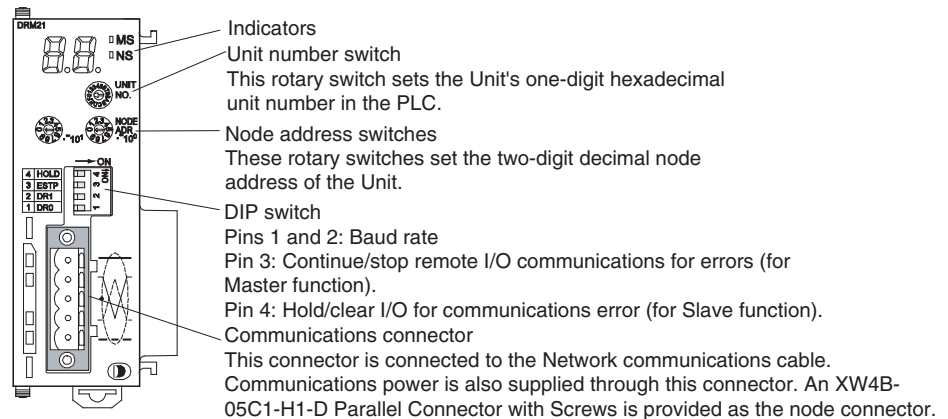 DRM21
MS
NS
UNIT
NO.
NODE
ADR
10¹
10⁰
ON
4 HOLD
3 ESTP
2 DR1
1 DR0
1 2 3 4
ON
Indicators
Unit number switch
This rotary switch sets the Unit's one-digit hexadecimal
unit number in the PLC.
Node address switches
These rotary switches set the two-digit decimal node
address of the Unit.
DIP switch
Pins 1 and 2: Baud rate
Pin 3: Continue/stop remote I/O communications for errors (for
Master function).
Pin 4: Hold/clear I/O for communications error (for Slave function).
Communications connector
This connector is connected to the Network communications cable.
Communications power is also supplied through this connector. An XW4B-
05C1-H1-D Parallel Connector with Screws is provided as the node connector.